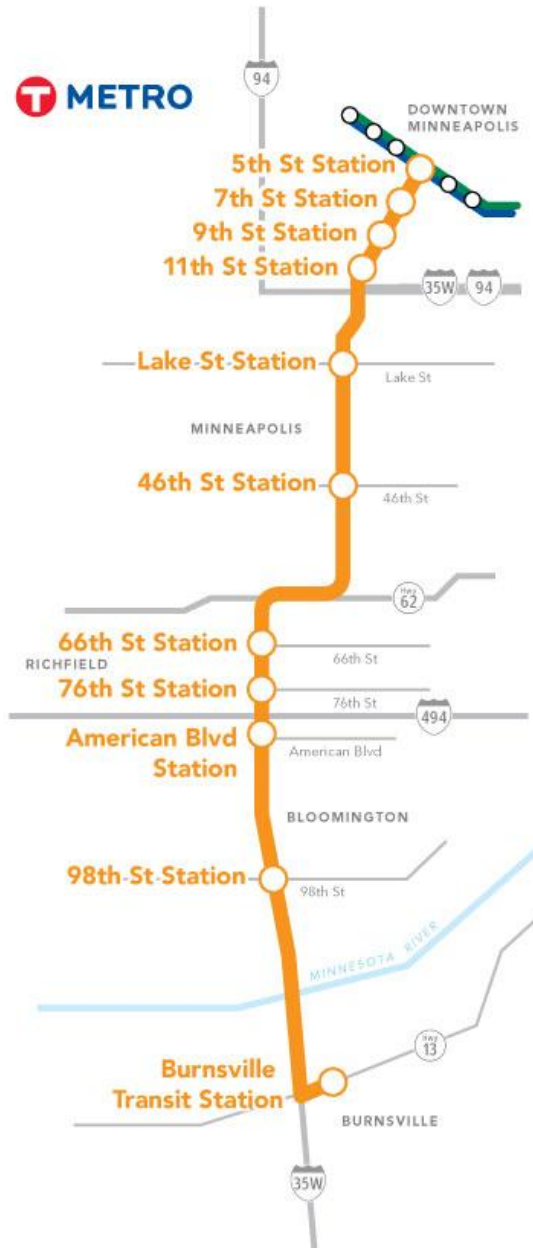 94
T METRO
DOWNTOWN
MINNEAPOLIS
5th St Station
7th St Station
9th St Station
11th St Station
35W
94
Lake St Station
Lake St
MINNEAPOLIS
46th St Station
46th St
Hwy
62
66th St Station
66th St
RICHFIELD
76th St Station
76th St
494
American Blvd
Station
American Blvd
BLOOMINGTON
98th St Station
98th St
MINNESOTA RIVER
Hwy
13
Burnsville
Transit Station
BURNSVILLE
35W